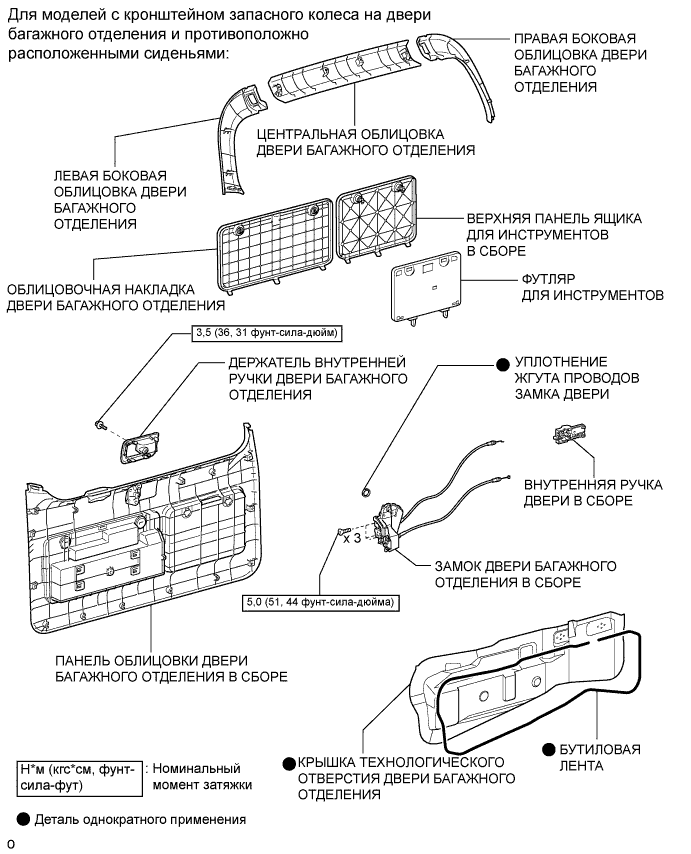 Для моделей с кронштейном запасного колеса на двери
багажного отделения и противоположно
расположенными сиденьями:
ПРАВАЯ БОКОВАЯ
ОБЛИЦОВКА ДВЕРИ
БАГАЖНОГО
ОТДЕЛЕНИЯ
ЦЕНТРАЛЬНАЯ ОБЛИЦОВКА
ДВЕРИ БАГАЖНОГО ОТДЕЛЕНИЯ
ЛЕВАЯ БОКОВАЯ
ОБЛИЦОВКА ДВЕРИ
БАГАЖНОГО
ОТДЕЛЕНИЯ
ВЕРХНЯЯ ПАНЕЛЬ ЯЩИКА
ДЛЯ ИНСТРУМЕНТОВ
В СБОРЕ
ФУТЛЯР
ДЛЯ ИНСТРУМЕНТОВ
ОБЛИЦОВОЧНАЯ НАКЛАДКА
ДВЕРИ БАГАЖНОГО ОТДЕЛЕНИЯ
3,5 (36, 31 фунт-сила-дюйм)
ДЕРЖАТЕЛЬ ВНУТРЕННЕЙ
РУЧКИ ДВЕРИ БАГАЖНОГО
ОТДЕЛЕНИЯ
● УПЛОТНЕНИЕ
ЖГУТА ПРОВОДОВ
ЗАМКА ДВЕРИ
ВНУТРЕННЯЯ РУЧКА
ДВЕРИ В СБОРЕ
x 3
ЗАМОК ДВЕРИ БАГАЖНОГО
ОТДЕЛЕНИЯ В СБОРЕ
5,0 (51, 44 фунт-сила-дюйма)
ПАНЕЛЬ ОБЛИЦОВКИ ДВЕРИ
БАГАЖНОГО ОТДЕЛЕНИЯ В СБОРЕ
● БУТИЛОВАЯ
ЛЕНТА
● КРЫШКА ТЕХНОЛОГИЧЕСКОГО
ОТВЕРСТИЯ ДВЕРИ БАГАЖНОГО
ОТДЕЛЕНИЯ
Н*м (кгс*см, фунт-
сила-фут)
: Номинальный
момент затяжки
● Деталь однократного применения
O